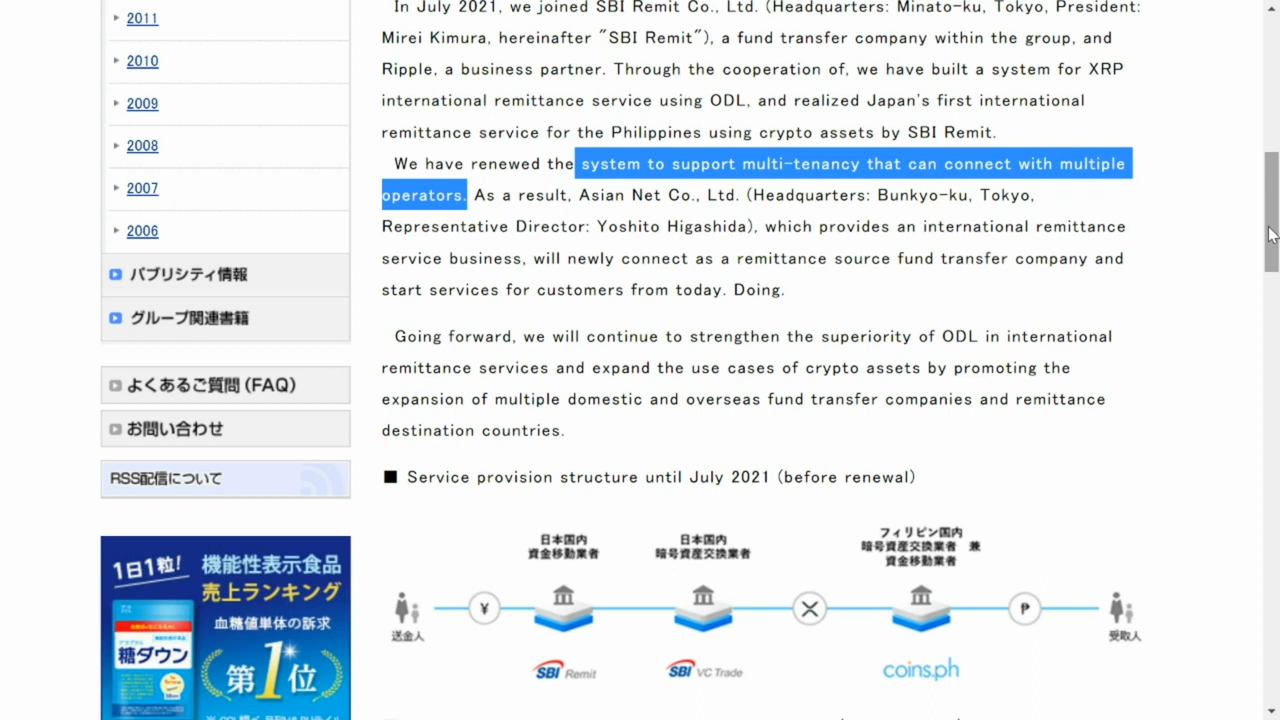 2011
2010
2009
2008
2007
2006
パブリシティ情報
グループ関連書籍
よくあるご質問(FAQ)
お問い合わせ
RSS配信について
1日1粒!
機能性表示食品
売上ランキング
血糖値単体の訴求
糖ダウン
第1位
In July 2021, we joined SBI Remit Co., Ltd. (Headquarters: Minato-ku, Tokyo, President:
Mirei Kimura, hereinafter "SBI Remit"), a fund transfer company within the group, and
Ripple, a business partner. Through the cooperation of, we have built a system for XRP
international remittance service using ODL, and realized Japan's first international
remittance service for the Philippines using crypto assets by SBI Remit.
We have renewed the system to support multi-tenancy that can connect with multiple
operators. As a result, Asian Net Co., Ltd. (Headquarters: Bunkyo-ku, Tokyo,
Representative Director: Yoshito Higashida), which provides an international remittance
service business, will newly connect as a remittance source fund transfer company and
start services for customers from today. Doing.
Going forward, we will continue to strengthen the superiority of ODL in international
remittance services and expand the use cases of crypto assets by promoting the
expansion of multiple domestic and overseas fund transfer companies and remittance
destination countries.
■ Service provision structure until July 2021 (before renewal)
日本国内
資金移動業者
日本国内
暗号資産交換業者
フィリピン国内
暗号資産交換業者 兼
資金移動業者
¥
₱
送金人
受取人
SBI Remit
SBI VC Trade
coins.ph